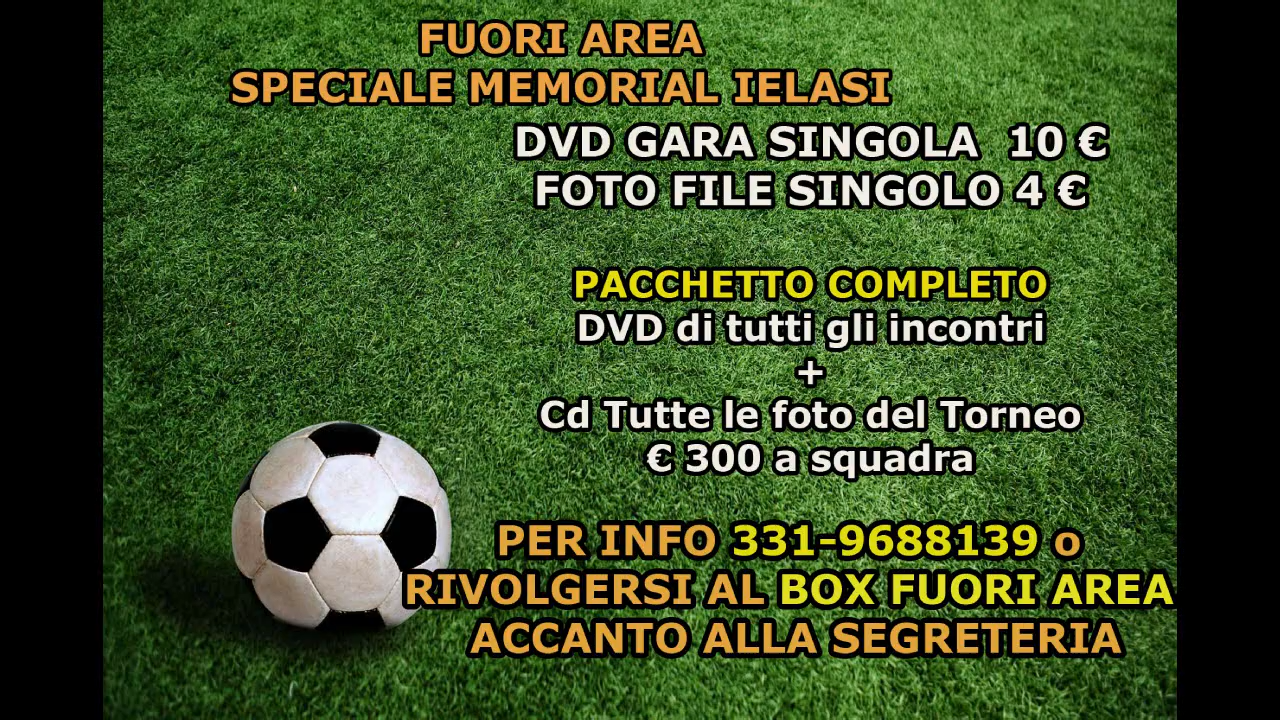 FUORI AREA
SPECIALE MEMORIAL IELASI
DVD GARA SINGOLA 10 €
FOTO FILE SINGOLO 4 €
PACCHETTO COMPLETO
DVD di tutti gli incontri
+
Cd Tutte le foto del Torneo
€ 300 a squadra
PER INFO 331-9688139 o
RIVOLGERSI AL BOX FUORI AREA
ACCANTO ALLA SEGRETERIA